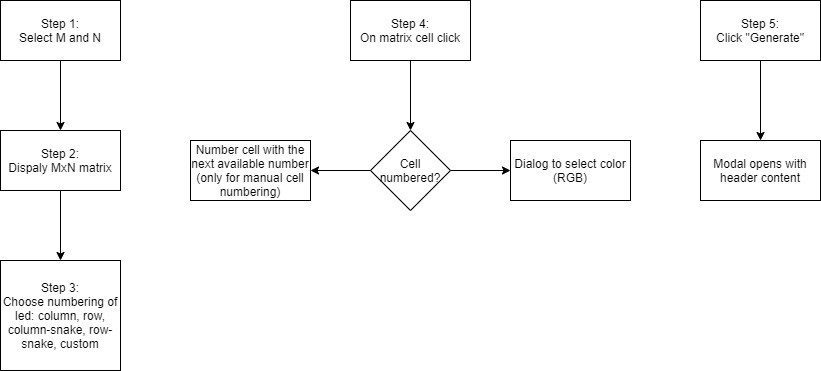 Step 1:
Select M and N
Step 2:
Dispaly MxN matrix
Step 3:
Choose numbering of
led: column, row,
column-snake, row-
snake, custom
Step 4:
On matrix cell click
Cell
numbered?
Number cell with the
next available number
(only for manual cell
numbering)
Dialog to select color
(RGB)
Step 5:
Click "Generate"
Modal opens with
header content